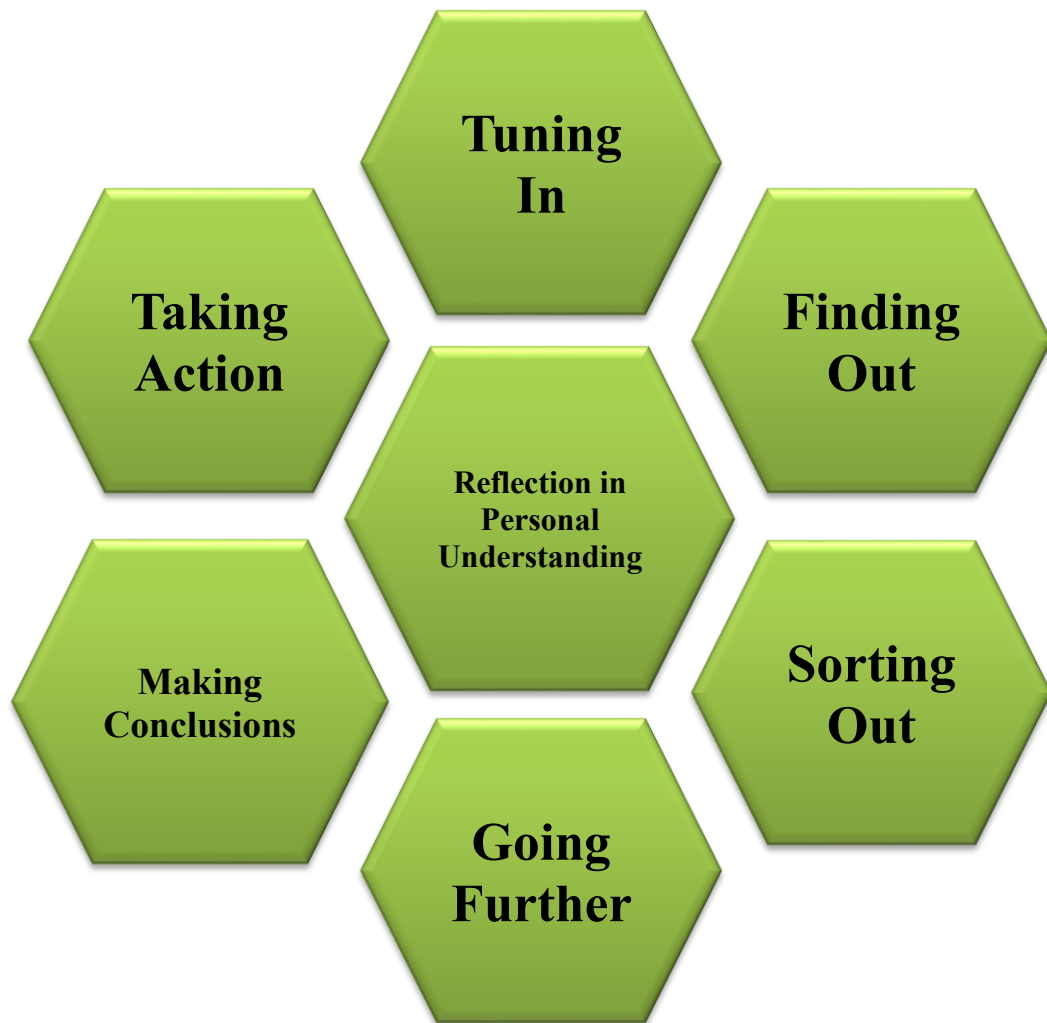 Tuning
In
Finding
Out
Sorting
Out
Going
Further
Making
Conclusions
Taking
Action
Reflection in
Personal
Understanding